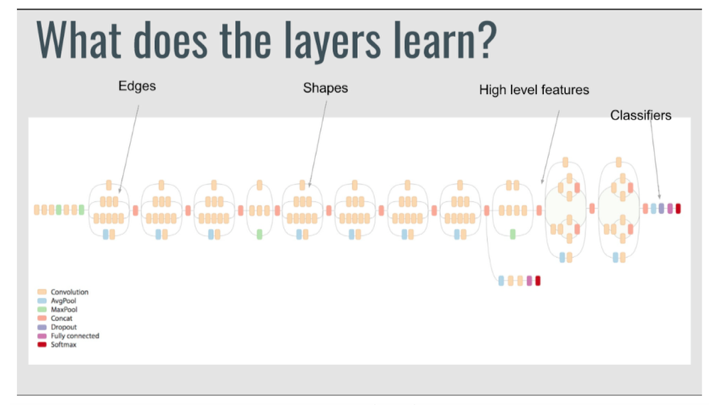 What does the layers learn?
Edges
Shapes
High level features
Classifiers
Convolution
AvgPool
MaxPool
Concat
Dropout
Fully connected
Softmax